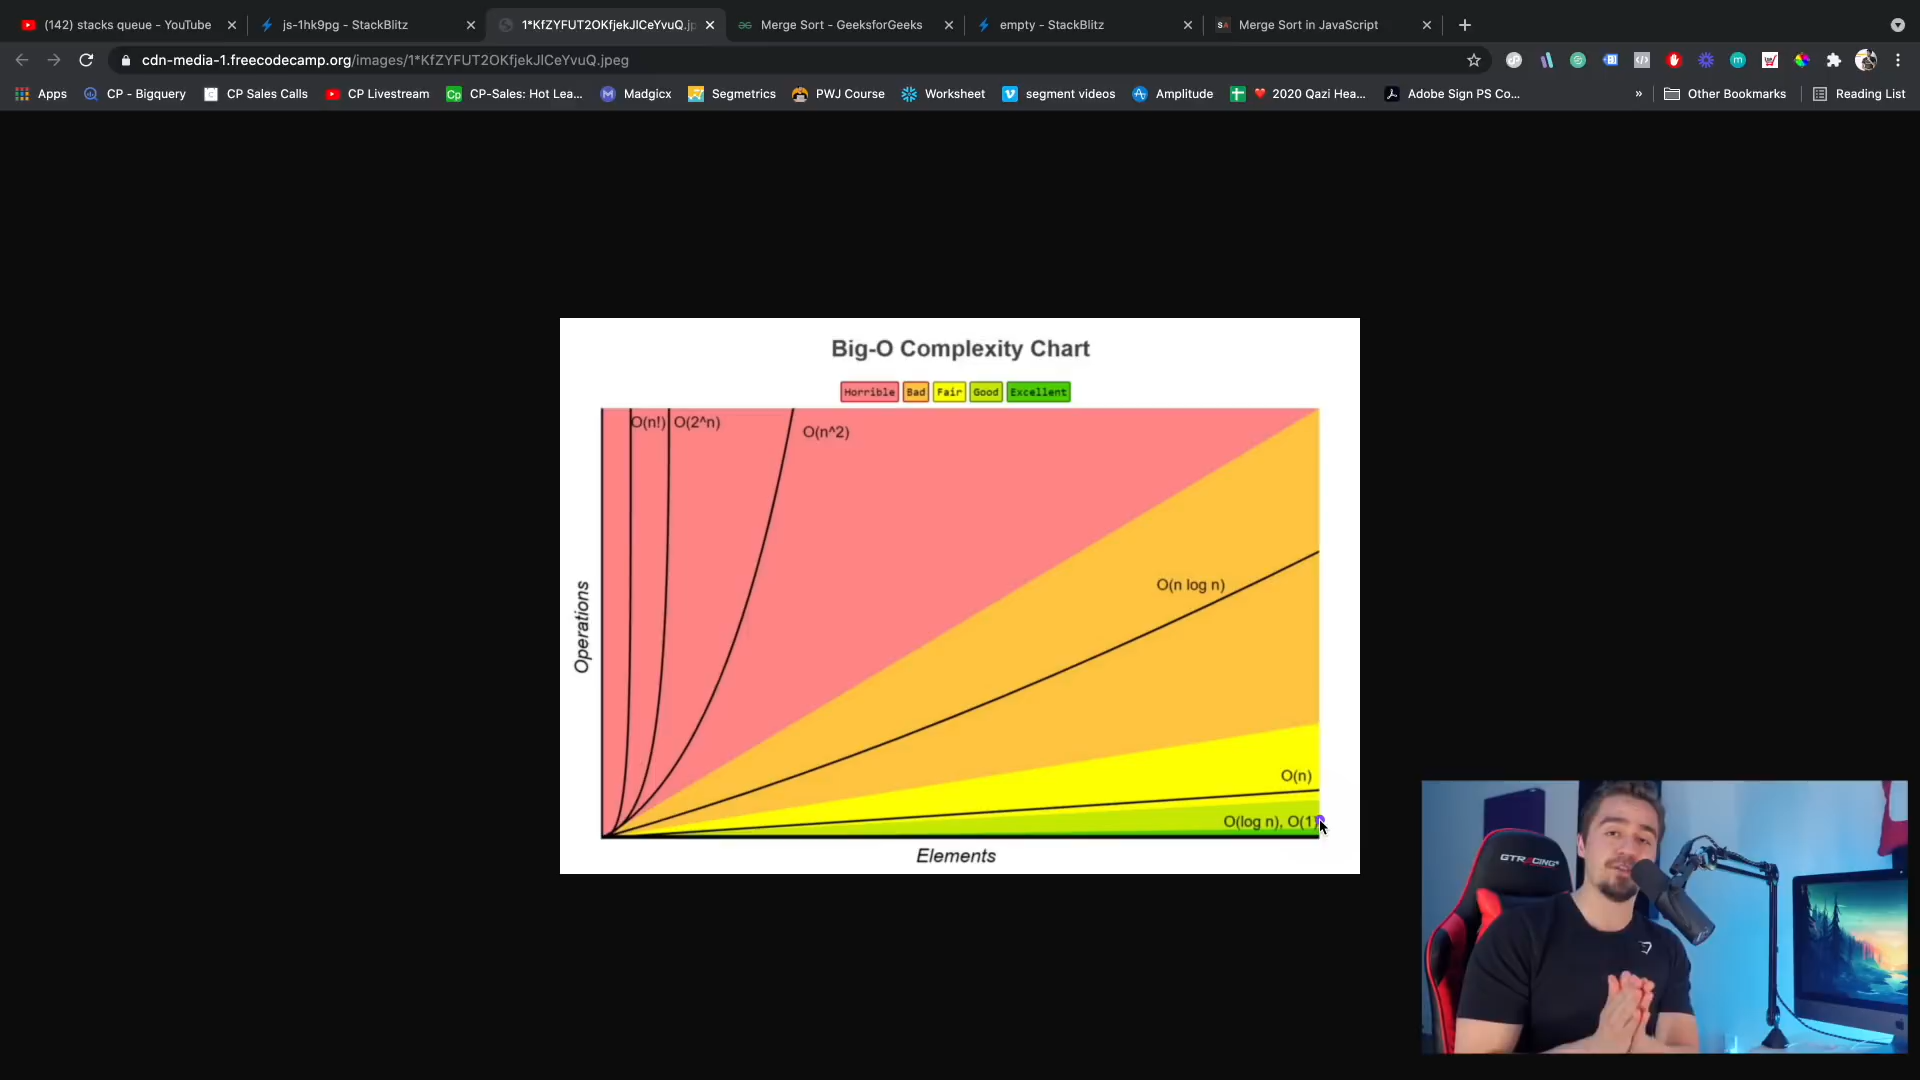 (142) stacks queue - YouTube
js-1hk9pg - StackBlitz
1*KfZYFUT2OKfjekJlCeYvuQ.jp
Merge Sort - GeeksforGeeks
empty - StackBlitz
Merge Sort in JavaScript
cdn-media-1.freecodecamp.org/images/1*KfZYFUT2OKfjekJlCeYvuQ.jpeg
Apps
CP - Bigquery
CP Sales Calls
CP Livestream
CP-Sales: Hot Lea...
Madgicx
Segmetrics
PWJ Course
Worksheet
segment videos
Amplitude
2020 Qazi Hea...
Adobe Sign PS Co...
»
Other Bookmarks
Reading List
Big-O Complexity Chart
Horrible
Bad
Fair
Good
Excellent
O(n!)
O(2^n)
O(n^2)
O(n log n)
O(n)
O(log n), O(1)
Operations
Elements
GTRACING